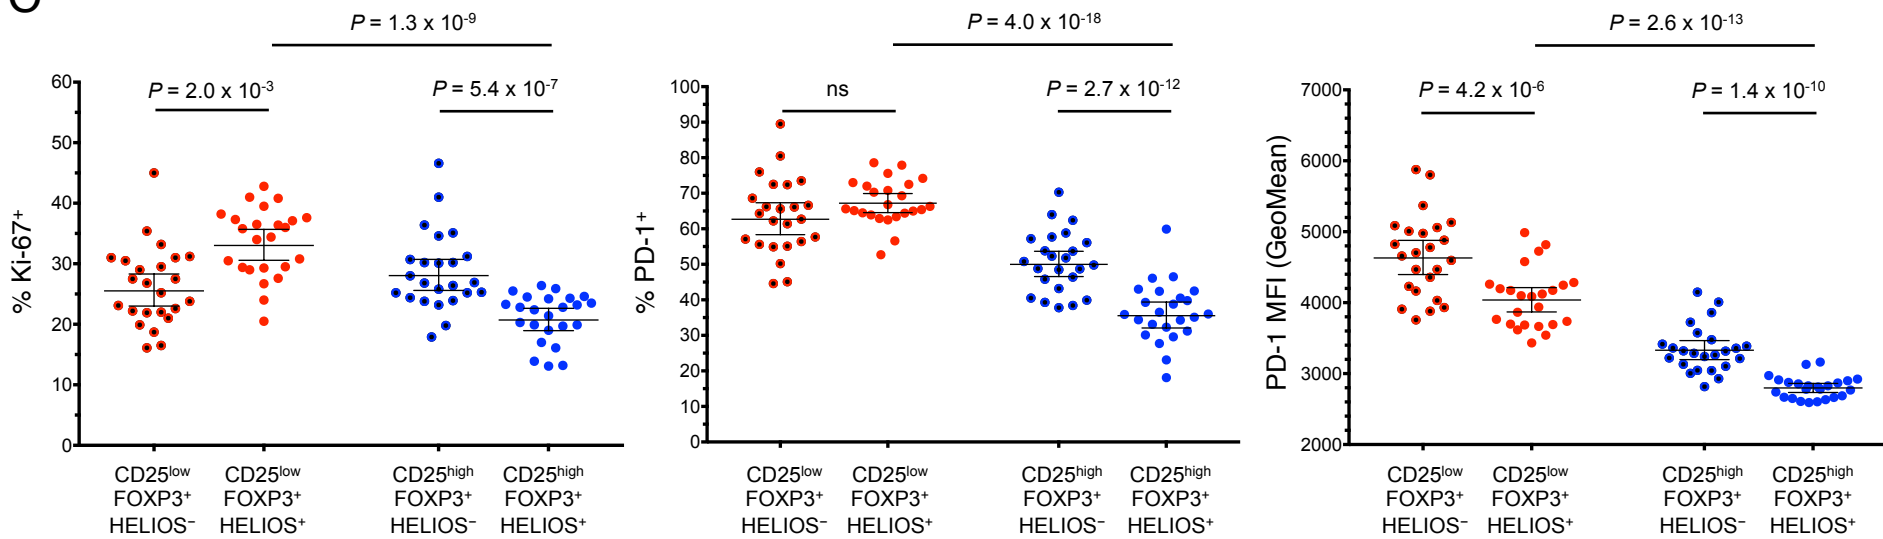 C
P = 1.3 x 10⁻⁹
P = 2.0 x 10⁻³
P = 5.4 x 10⁻⁷
% Ki-67⁺
60
50
40
30
20
10
0
CD25ˡᵒʷ
FOXP3⁺
HELIOS⁻
CD25ˡᵒʷ
FOXP3⁺
HELIOS⁺
CD25ʰⁱᵍʰ
FOXP3⁺
HELIOS⁻
CD25ʰⁱᵍʰ
FOXP3⁺
HELIOS⁺
P = 4.0 x 10⁻¹⁸
ns
P = 2.7 x 10⁻¹²
% PD-1⁺
100
90
80
70
60
50
40
30
20
10
0
CD25ˡᵒʷ
FOXP3⁺
HELIOS⁻
CD25ˡᵒʷ
FOXP3⁺
HELIOS⁺
CD25ʰⁱᵍʰ
FOXP3⁺
HELIOS⁻
CD25ʰⁱᵍʰ
FOXP3⁺
HELIOS⁺
P = 2.6 x 10⁻¹³
P = 4.2 x 10⁻⁶
P = 1.4 x 10⁻¹⁰
PD-1 MFI (GeoMean)
7000
6000
5000
4000
3000
2000
CD25ˡᵒʷ
FOXP3⁺
HELIOS⁻
CD25ˡᵒʷ
FOXP3⁺
HELIOS⁺
CD25ʰⁱᵍʰ
FOXP3⁺
HELIOS⁻
CD25ʰⁱᵍʰ
FOXP3⁺
HELIOS⁺